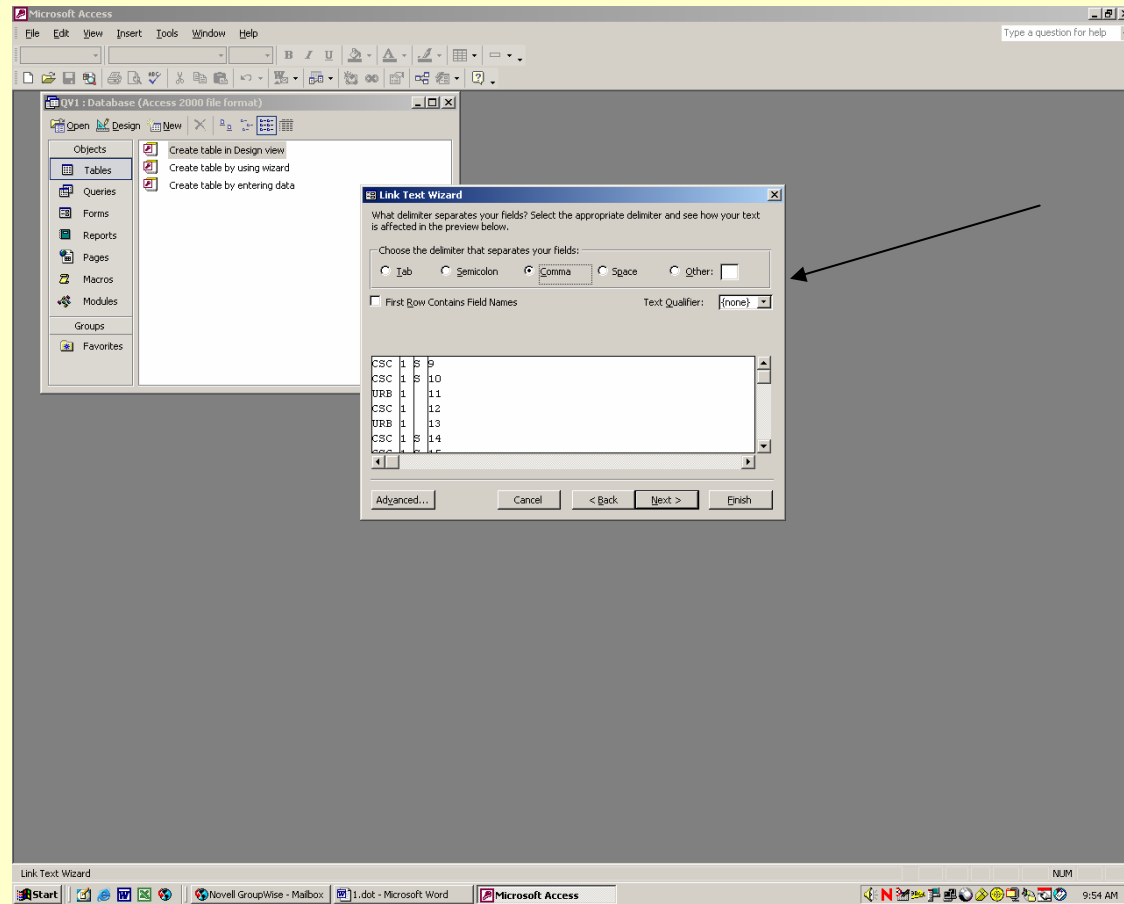 Microsoft Access
File Edit View Insert Tools Window Help
Type a question for help
B I U
QV1 : Database (Access 2000 file format)
Open Design New
Objects
Tables
Queries
Forms
Reports
Pages
Macros
Modules
Groups
Favorites
Create table in Design view
Create table by using wizard
Create table by entering data
Link Text Wizard
What delimiter separates your fields? Select the appropriate delimiter and see how your text
is affected in the preview below.
Choose the delimiter that separates your fields:
Tab Semicolon Comma Space Other:
First Row Contains Field Names
Text Qualifier: {none}
CSC 1 S 9
CSC 1 S 10
URB 1 11
CSC 1 12
URB 1 13
CSC 1 S 14
CSC 1 S 15
Advanced... Cancel < Back Next > Finish
Link Text Wizard
NUM
Start
Novell GroupWise - Mailbox
1.dot - Microsoft Word
Microsoft Access
9:54 AM